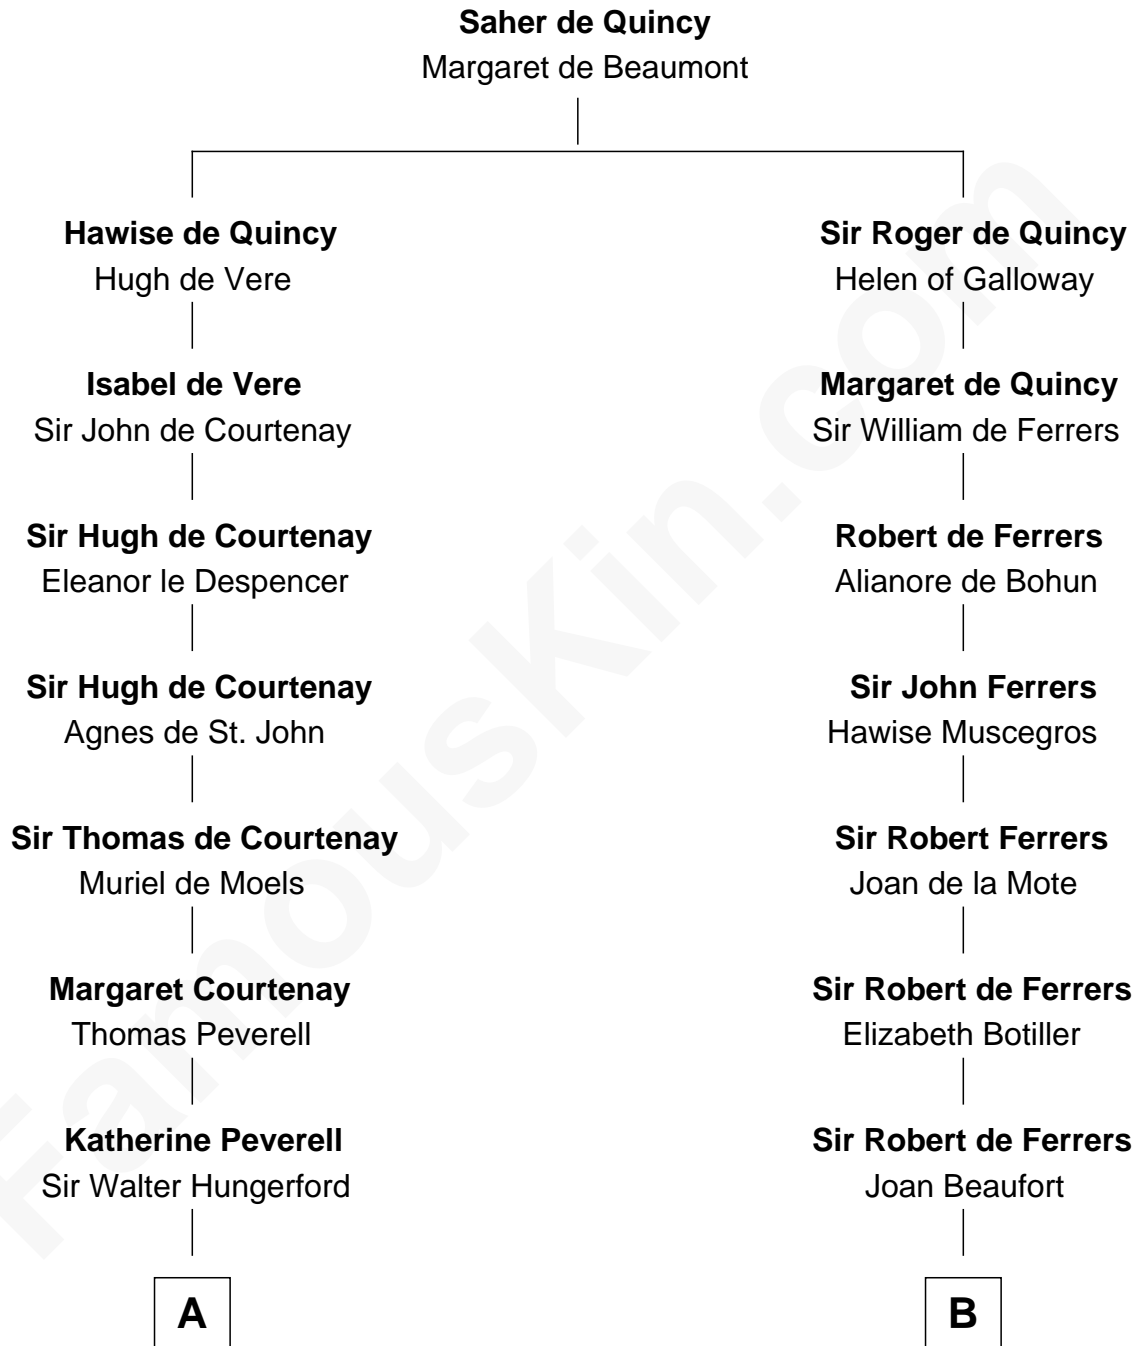 Saher de Quincy
Margaret de Beaumont
Hawise de Quincy
Hugh de Vere
Sir Roger de Quincy
Helen of Galloway
Isabel de Vere
Sir John de Courtenay
Margaret de Quincy
Sir William de Ferrers
Sir Hugh de Courtenay
Eleanor le Despencer
Robert de Ferrers
Alianore de Bohun
Sir Hugh de Courtenay
Agnes de St. John
Sir John Ferrers
Hawise Muscegros
Sir Thomas de Courtenay
Muriel de Moels
Sir Robert Ferrers
Joan de la Mote
Margaret Courtenay
Thomas Peverell
Sir Robert de Ferrers
Elizabeth Botiller
Katherine Peverell
Sir Walter Hungerford
Sir Robert de Ferrers
Joan Beaufort
A
B
FamousKin.com